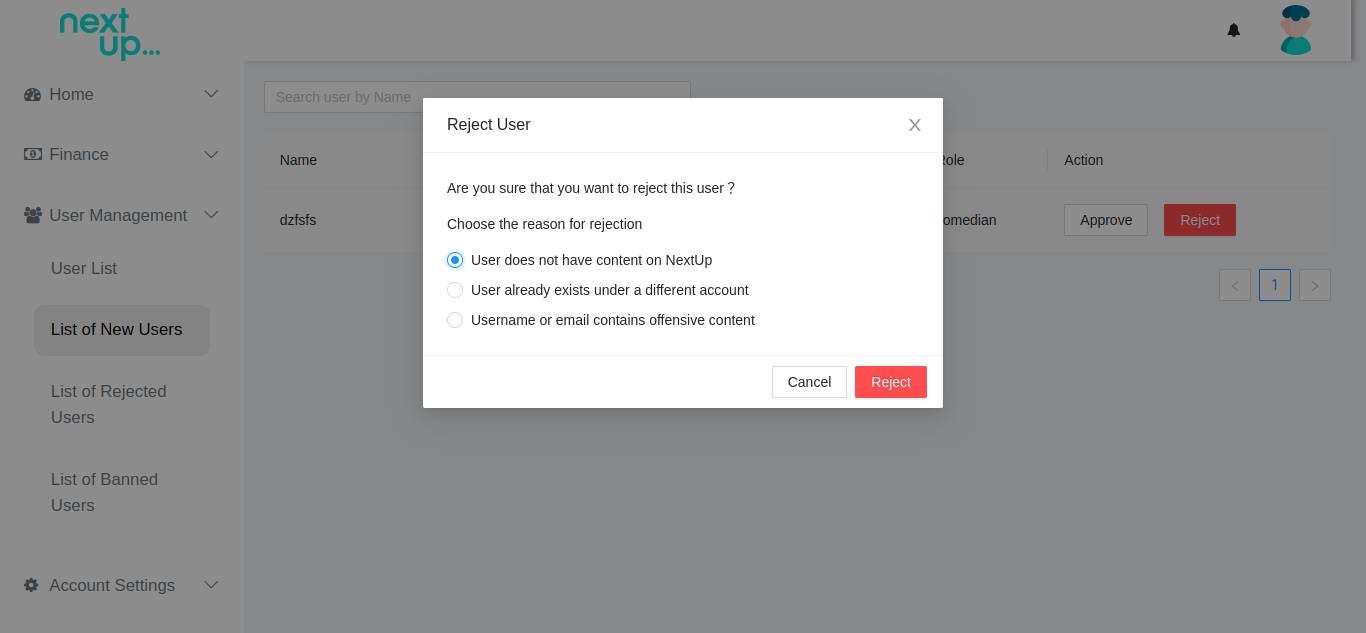 next
up...
Home
Finance
User Management
User List
List of New Users
List of Rejected
Users
List of Banned
Users
Account Settings
Search user by Name
Name
Action
dzfsfs
Approve
Reject
1
Reject User
Are you sure that you want to reject this user ?
Choose the reason for rejection
User does not have content on NextUp
User already exists under a different account
Username or email contains offensive content
Cancel
Reject